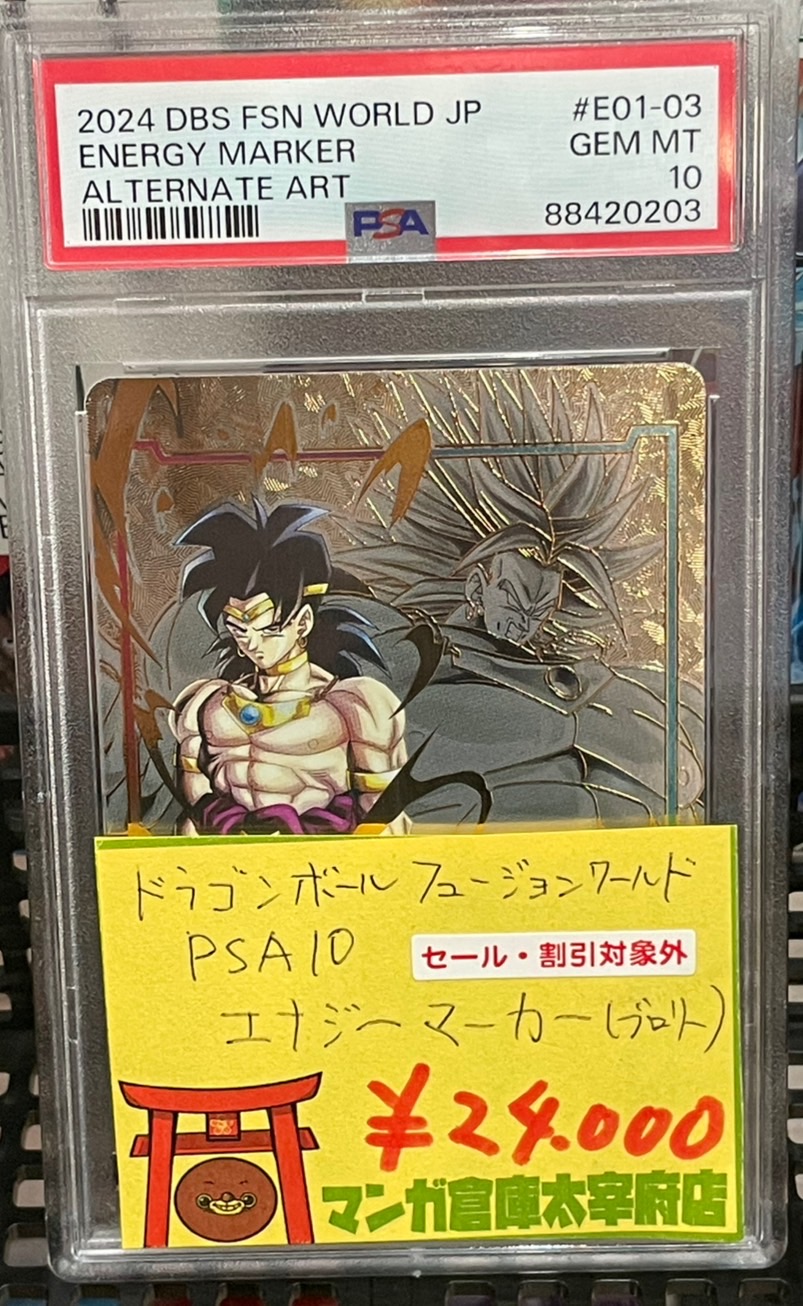 2024 DBS FSN WORLD JP #E01-03
ENERGY MARKER GEM MT
ALTERNATE ART 10
PSA 88420203
ドラゴンボール フュージョンワールド
PSA10 セール・割引対象外
エナジーマーカー(ブロリー)
¥24.000
マンガ倉庫太宰府店